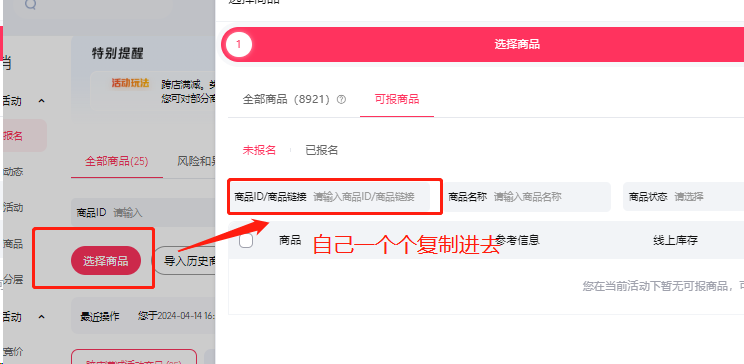 选择商品
特别提醒
1
选择商品
活动玩法
跨店满减,
您可对部分商
活动
全部商品 (8921)
可报商品
报名
未报名
已报名
动态
全部商品(25)
风险和
商品ID/商品链接 请输入商品ID/商品链接
商品名称 请输入商品名称
商品状态 请选择
活动
商品ID 请输入
商品
自己一个个复制进去
商品
参考信息
线上库存
选择商品
导入历史商
分层
您在当前活动下暂无可报商品,
活动
最近操作 您于2024-04-14 16:
竞价